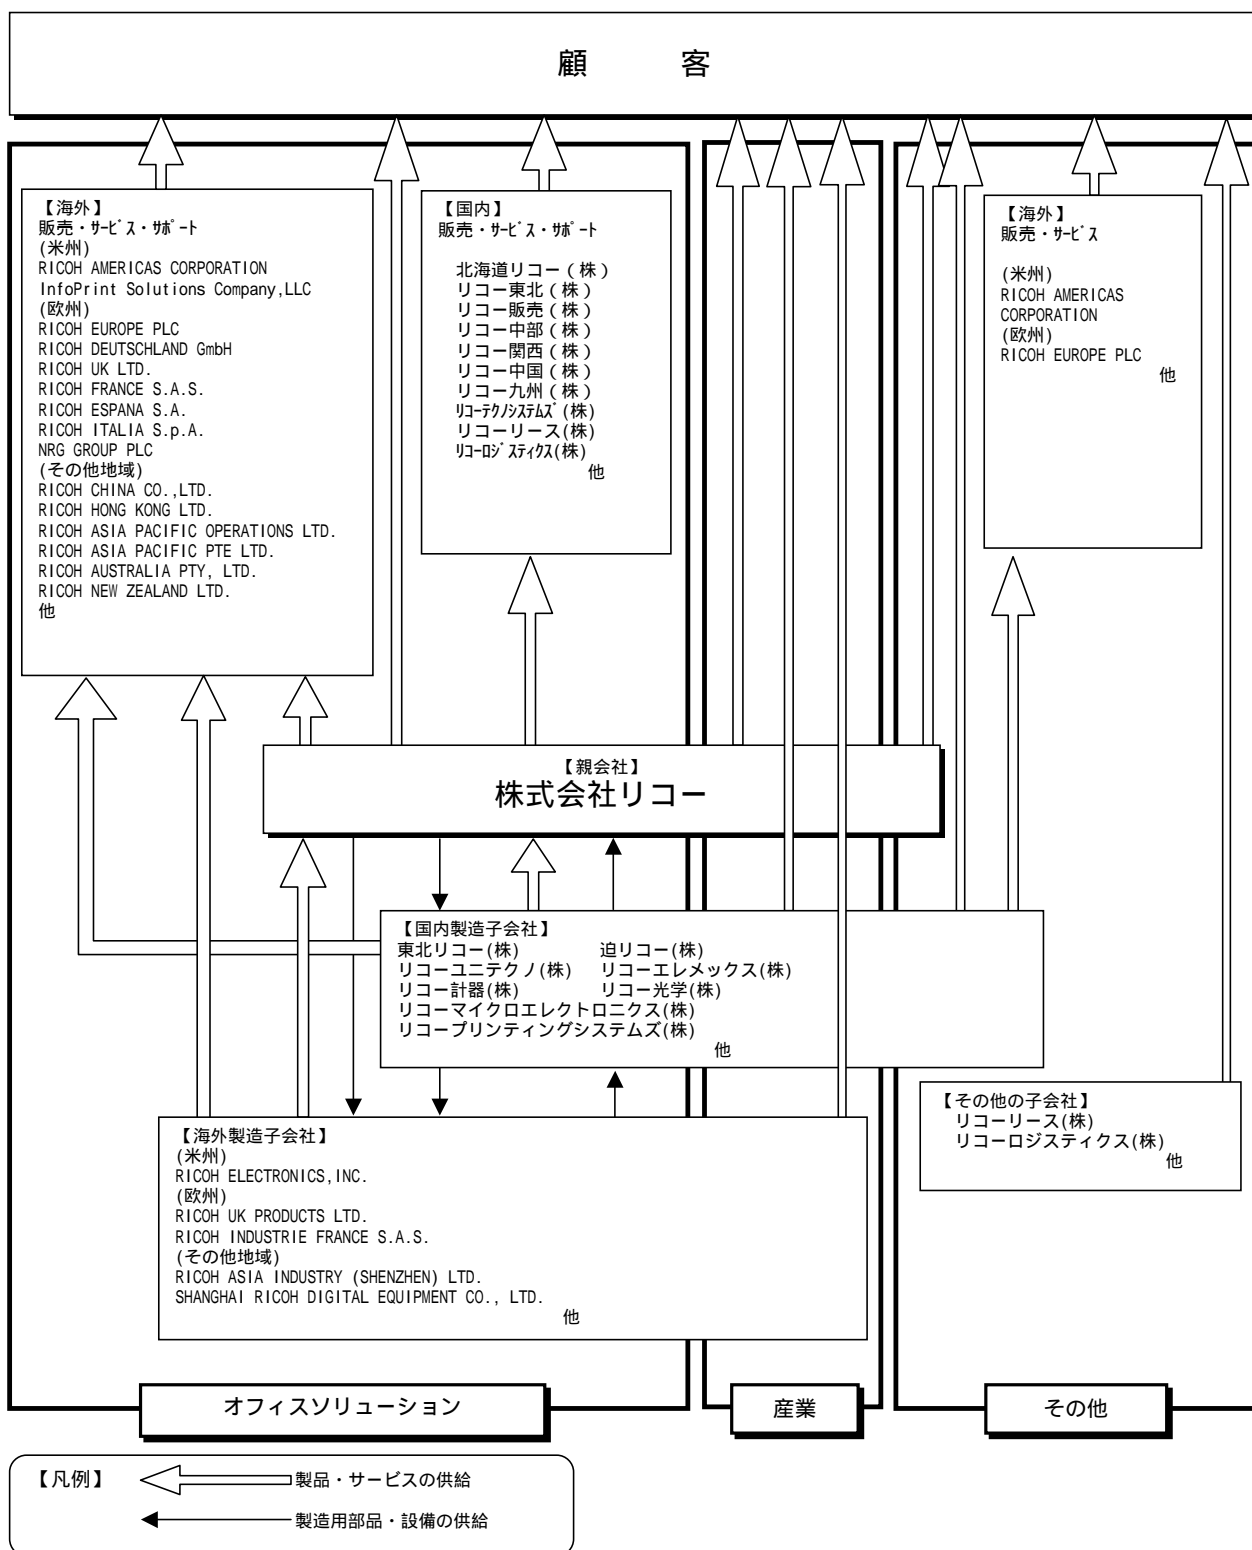 顧　　客
【海外】
販売・ｻｰﾋﾞｽ・ｻﾎﾟｰﾄ
(米州)
RICOH AMERICAS CORPORATION
InfoPrint Solutions Company,LLC
(欧州)
RICOH EUROPE PLC
RICOH DEUTSCHLAND GmbH
RICOH UK LTD.
RICOH FRANCE S.A.S.
RICOH ESPANA S.A.
RICOH ITALIA S.p.A.
NRG GROUP PLC
(その他地域)
RICOH CHINA CO.,LTD.
RICOH HONG KONG LTD.
RICOH ASIA PACIFIC OPERATIONS LTD.
RICOH ASIA PACIFIC PTE LTD.
RICOH AUSTRALIA PTY, LTD.
RICOH NEW ZEALAND LTD.
他
【国内】
販売・ｻｰﾋﾞｽ・ｻﾎﾟｰﾄ
北海道リコー（株）
リコー東北（株）
リコー販売（株）
リコー中部（株）
リコー関西（株）
リコー中国（株）
リコー九州（株）
ﾘｺｰﾃｸﾉｼｽﾃﾑｽﾞ(株)
リコーリース(株)
ﾘｺｰﾛｼﾞｽﾃｨｸｽ(株)
他
【海外】
販売・ｻｰﾋﾞｽ
(米州)
RICOH AMERICAS
CORPORATION
(欧州)
RICOH EUROPE PLC
他
【親会社】
株式会社リコー
【国内製造子会社】
東北リコー(株)　迫リコー(株)
リコーユニテクノ(株)　リコーエレメックス(株)
リコー計器(株)　リコー光学(株)
リコーマイクロエレクトロニクス(株)
リコープリンティングシステムズ(株)
他
【その他の子会社】
リコーリース(株)
リコーロジスティクス(株)
他
【海外製造子会社】
(米州)
RICOH ELECTRONICS,INC.
(欧州)
RICOH UK PRODUCTS LTD.
RICOH INDUSTRIE FRANCE S.A.S.
(その他地域)
RICOH ASIA INDUSTRY (SHENZHEN) LTD.
SHANGHAI RICOH DIGITAL EQUIPMENT CO., LTD.
他
オフィスソリューション
産業
その他
【凡例】
製品・サービスの供給
製造用部品・設備の供給